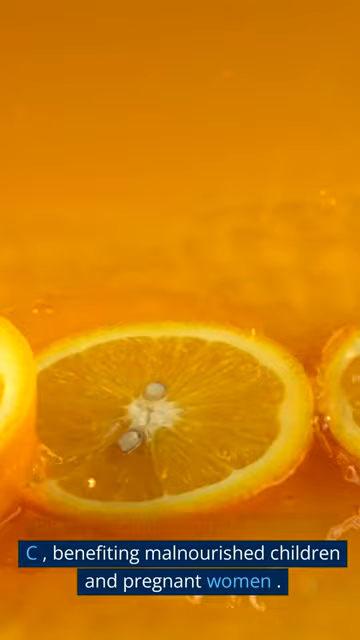 C , benefiting malnourished children
and pregnant women .